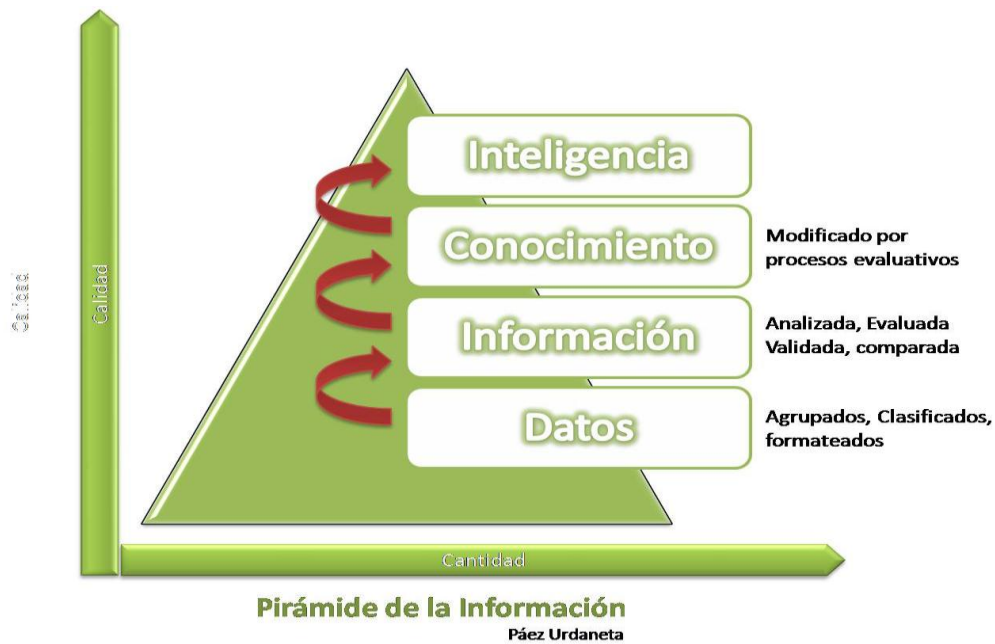 Inteligencia
Conocimiento
Modificado por
procesos evaluativos
Información
Analizada, Evaluada
Validada, comparada
Datos
Agrupados, Clasificados,
formateados
Calidad
Calidad
Cantidad
Pirámide de la Información
Páez Urdaneta